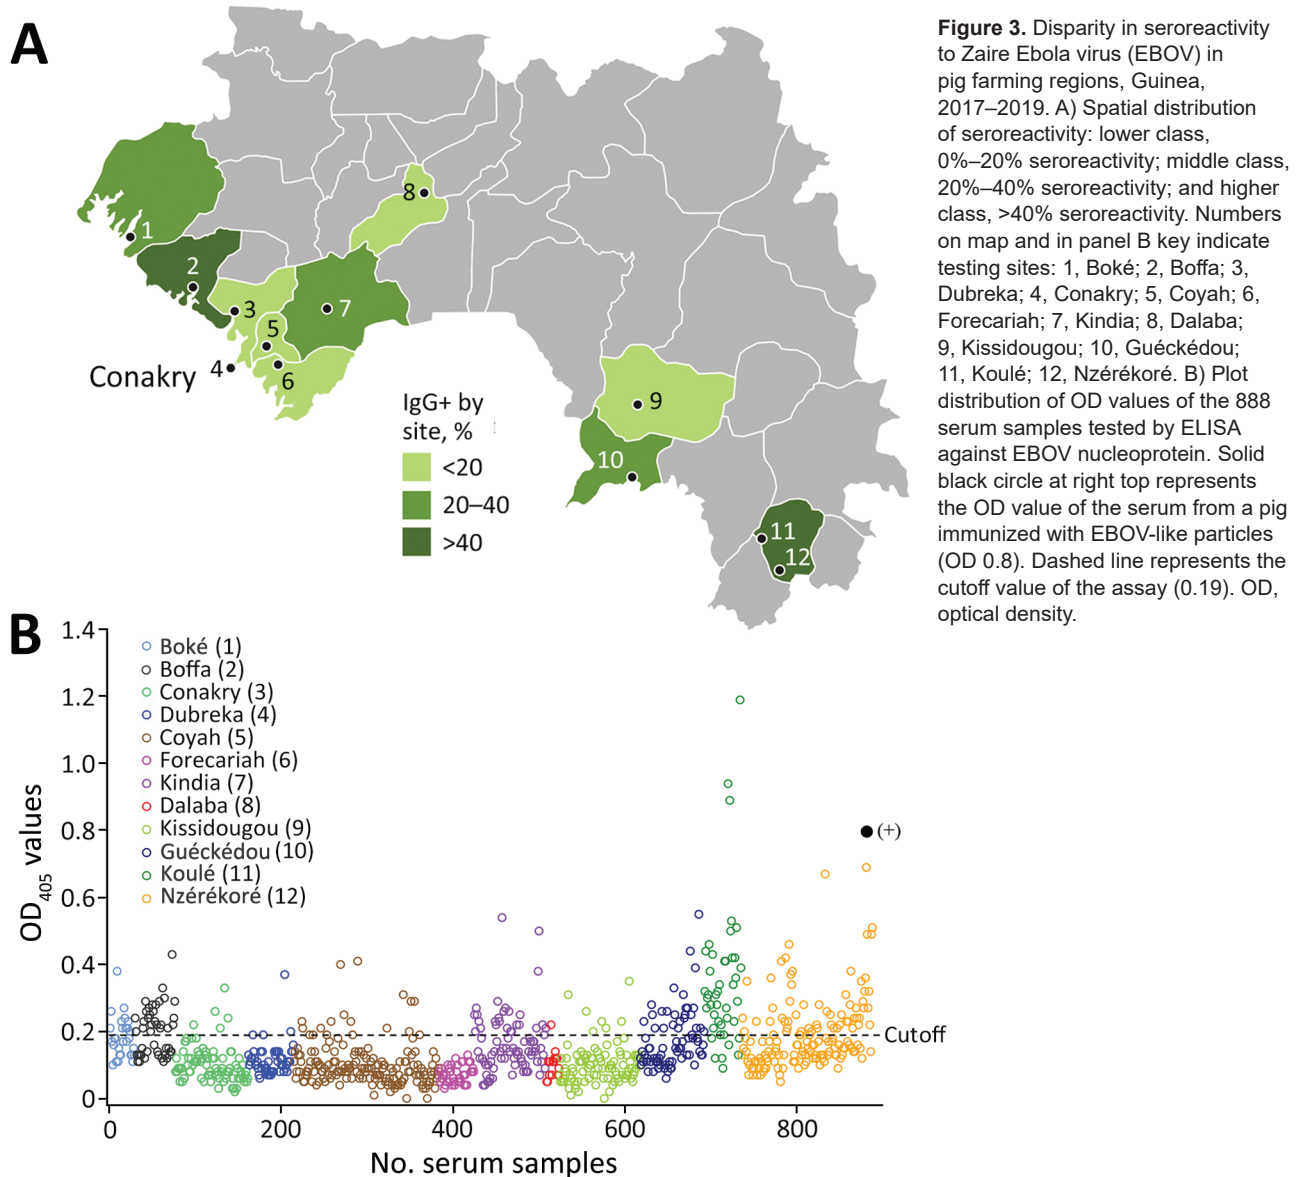 A
Figure 3. Disparity in seroreactivity
to Zaire Ebola virus (EBOV) in
pig farming regions, Guinea,
2017–2019. A) Spatial distribution
of seroreactivity: lower class,
0%–20% seroreactivity; middle class,
20%–40% seroreactivity; and higher
class, >40% seroreactivity. Numbers
on map and in panel B key indicate
testing sites: 1, Boké; 2, Boffa; 3,
Dubreka; 4, Conakry; 5, Coyah; 6,
Forecariah; 7, Kindia; 8, Dalaba;
9, Kissidougou; 10, Guéckédou;
11, Koulé; 12, Nzérékoré. B) Plot
distribution of OD values of the 888
serum samples tested by ELISA
against EBOV nucleoprotein. Solid
black circle at right top represents
the OD value of the serum from a pig
immunized with EBOV-like particles
(OD 0.8). Dashed line represents the
cutoff value of the assay (0.19). OD,
optical density.
8
1
2
3
7
5
Conakry 4
6
9
10
11
12
IgG+ by
site, %
<20
20–40
>40
B
1.4
1.2
1.0
0.8
0.6
0.4
0.2
0
OD405 values
Boké (1)
Boffa (2)
Conakry (3)
Dubreka (4)
Coyah (5)
Forecariah (6)
Kindia (7)
Dalaba (8)
Kissidougou (9)
Guéckédou (10)
Koulé (11)
Nzérékoré (12)
(+)
Cutoff
0 200 400 600 800
No. serum samples